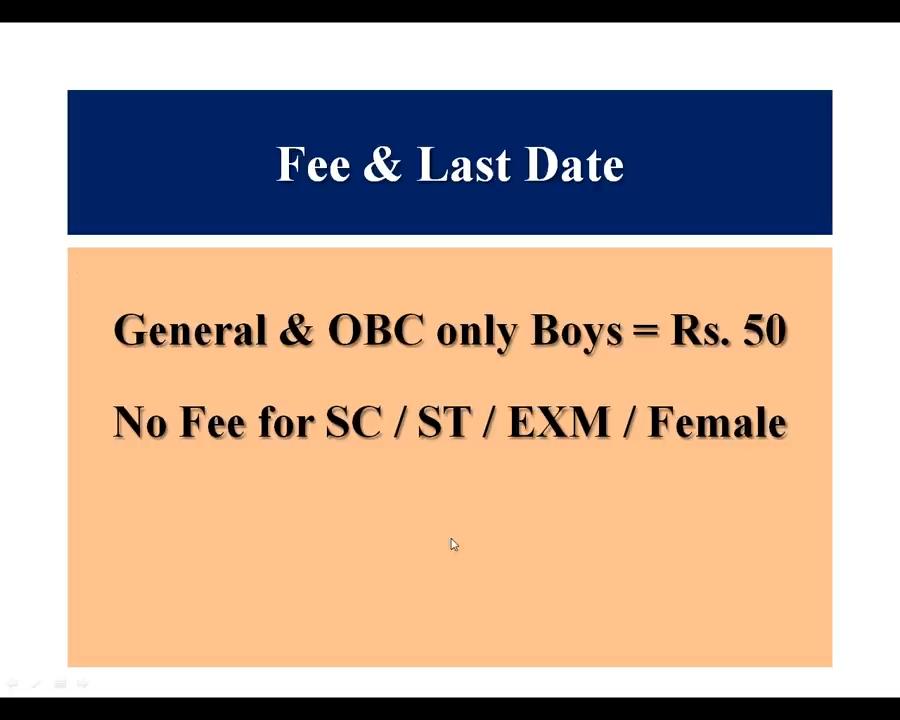 Fee & Last Date
General & OBC only Boys = Rs. 50
No Fee for SC / ST / EXM / Female